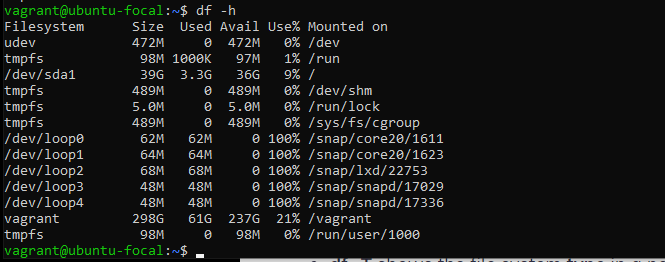 vagrant@ubuntu-focal:~$ df -h
Filesystem      Size  Used Avail Use% Mounted on
udev            472M     0  472M   0% /dev
tmpfs            98M 1000K   97M   1% /run
/dev/sda1        39G  3.3G   36G   9% /
tmpfs           489M     0  489M   0% /dev/shm
tmpfs           5.0M     0  5.0M   0% /run/lock
tmpfs           489M     0  489M   0% /sys/fs/cgroup
/dev/loop0       62M   62M     0 100% /snap/core20/1611
/dev/loop1       64M   64M     0 100% /snap/core20/1623
/dev/loop2       68M   68M     0 100% /snap/lxd/22753
/dev/loop3       48M   48M     0 100% /snap/snapd/17029
/dev/loop4       48M   48M     0 100% /snap/snapd/17336
vagrant         298G   61G  237G  21% /vagrant
tmpfs            98M     0   98M   0% /run/user/1000
vagrant@ubuntu-focal:~$